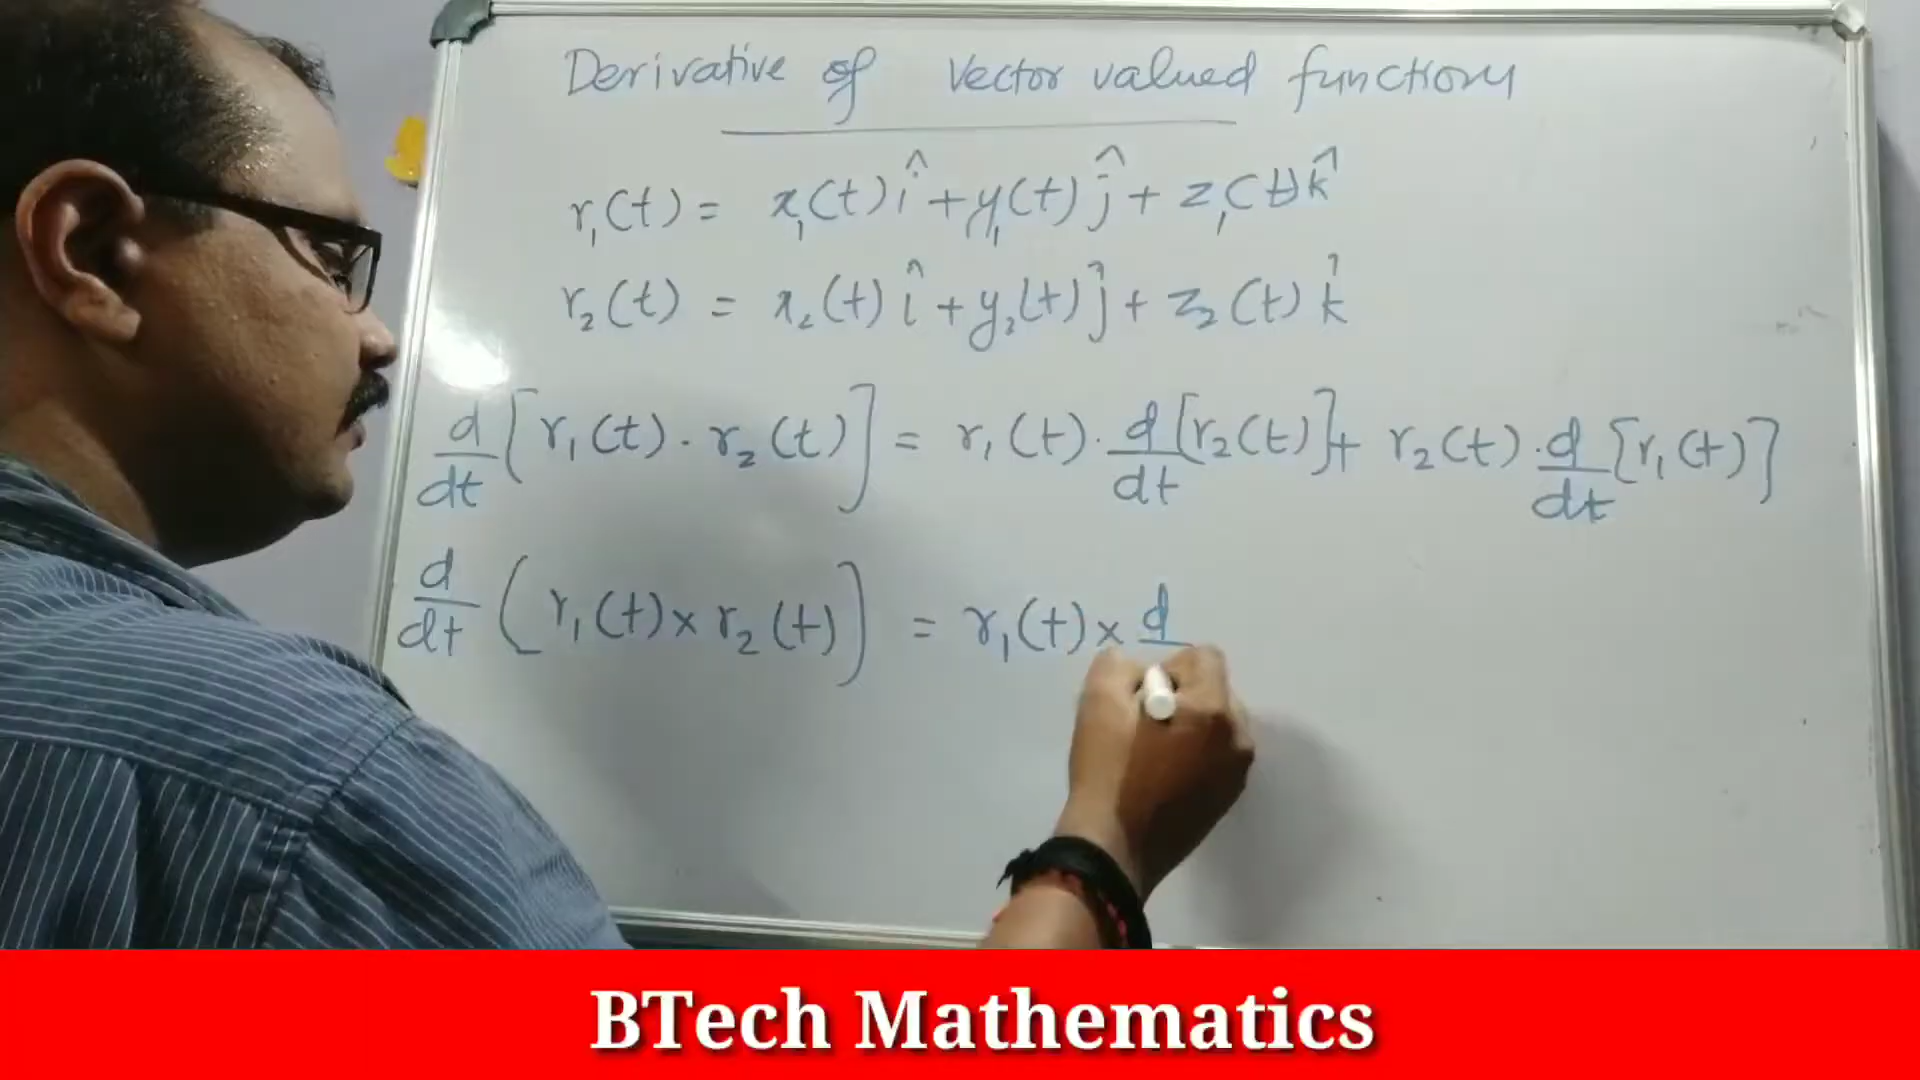 Derivative of Vector valued functions
r₁(t) = x₁(t)î + y₁(t)ĵ + z₁(t)k̂
r₂(t) = x₂(t)î + y₂(t)ĵ + z₂(t)k̂
d/dt [r₁(t) · r₂(t)] = r₁(t) · d/dt [r₂(t)] + r₂(t) · d/dt [r₁(t)]
d/dt (r₁(t) × r₂(t)) = r₁(t) × d
BTech Mathematics